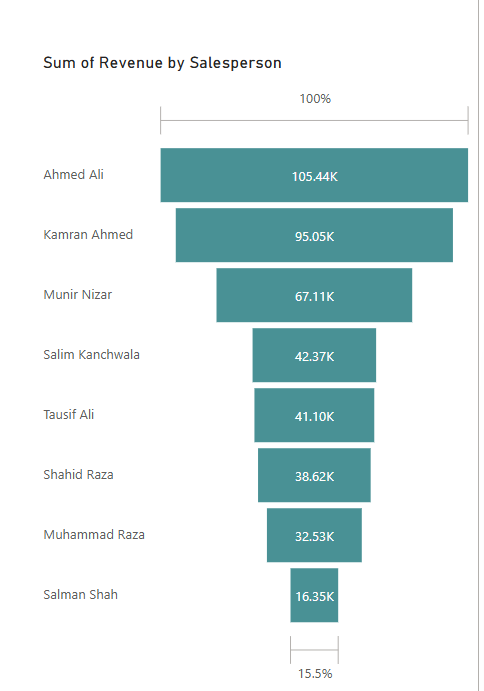 Sum of Revenue by Salesperson
100%
Ahmed Ali 105.44K
Kamran Ahmed 95.05K
Munir Nizar 67.11K
Salim Kanchwala 42.37K
Tausif Ali 41.10K
Shahid Raza 38.62K
Muhammad Raza 32.53K
Salman Shah 16.35K
15.5%